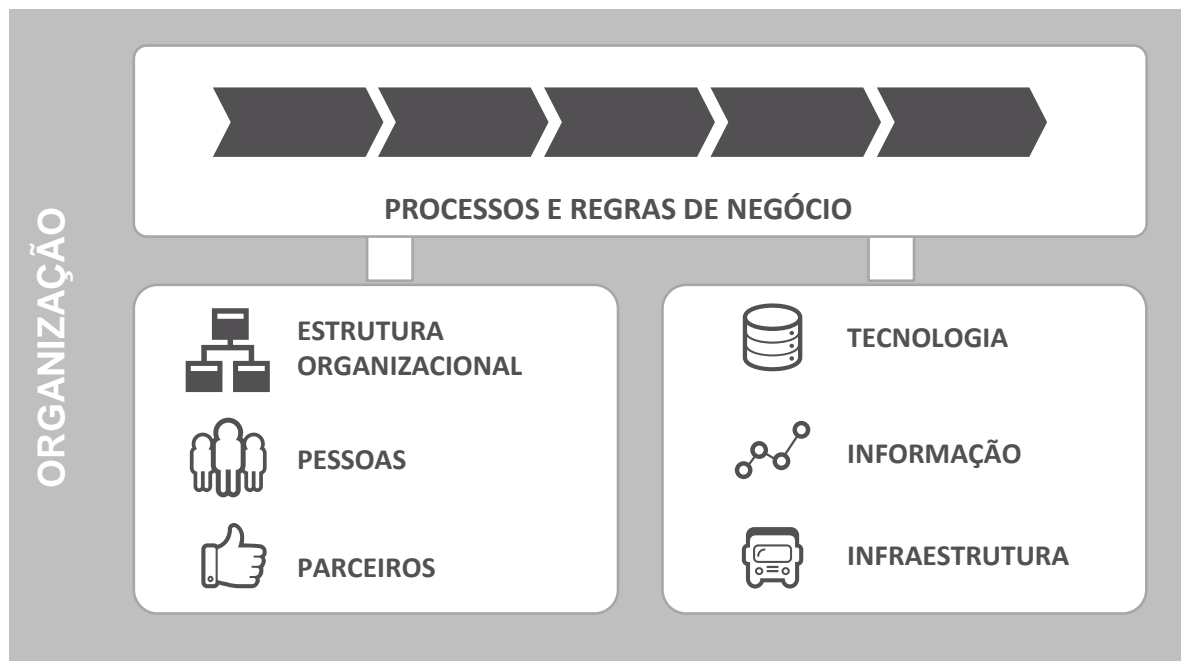 ORGANIZAÇÃO
PROCESSOS E REGRAS DE NEGÓCIO
ESTRUTURA
ORGANIZACIONAL
PESSOAS
PARCEIROS
TECNOLOGIA
INFORMAÇÃO
INFRAESTRUTURA